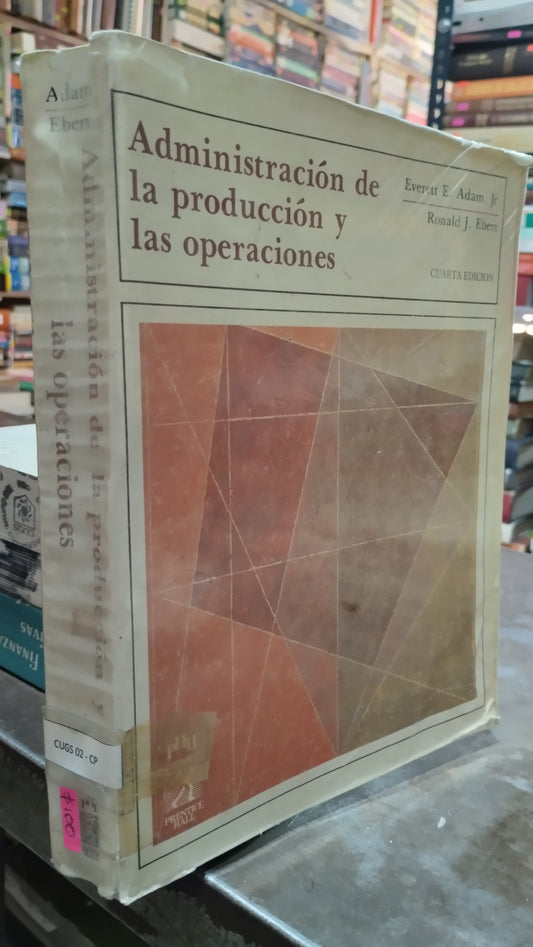 Administración de
la producción y
las operaciones
Everett E. Adam, Jr
Ronald J. Ebert
CUARTA EDICION
PRENTICE
HALL
Adam
Ebert
Administración de la producción y
las operaciones
CUGS 02 - CP
$100
FINANZA